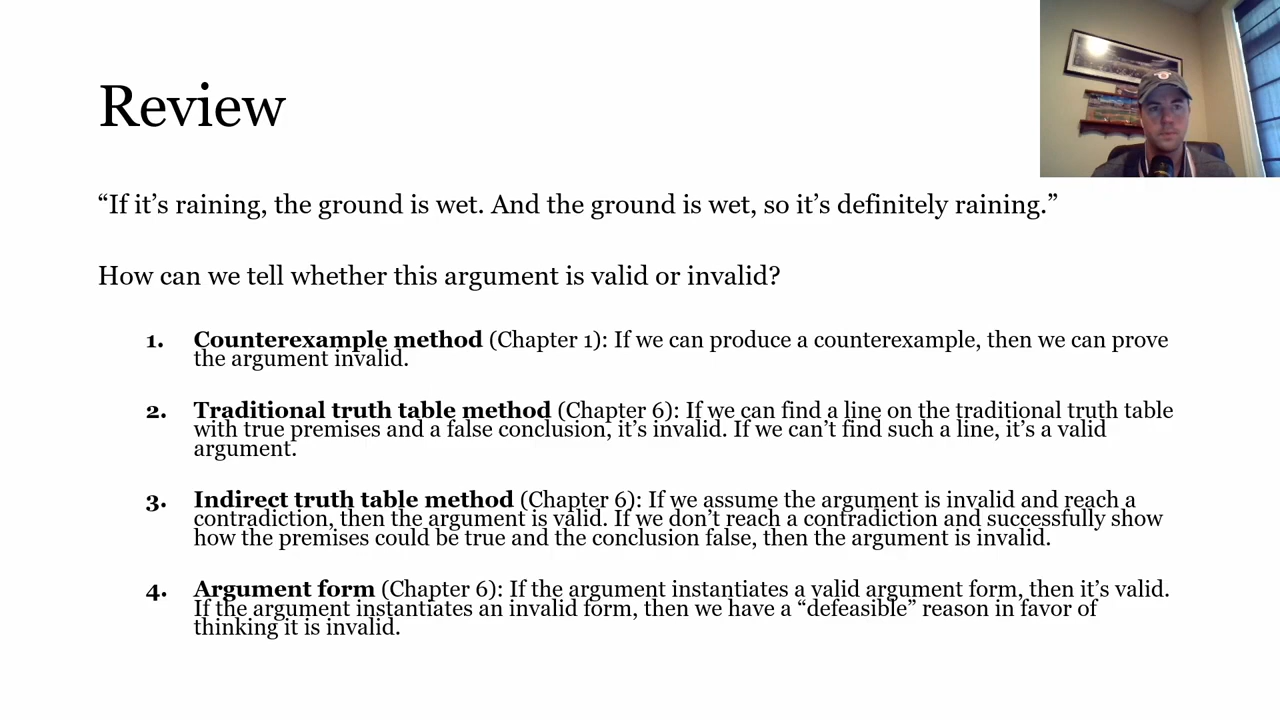 Review
“If it’s raining, the ground is wet. And the ground is wet, so it’s definitely raining.”
How can we tell whether this argument is valid or invalid?
1. Counterexample method (Chapter 1): If we can produce a counterexample, then we can prove
the argument invalid.
2. Traditional truth table method (Chapter 6): If we can find a line on the traditional truth table
with true premises and a false conclusion, it’s invalid. If we can’t find such a line, it’s a valid
argument.
3. Indirect truth table method (Chapter 6): If we assume the argument is invalid and reach a
contradiction, then the argument is valid. If we don’t reach a contradiction and successfully show
how the premises could be true and the conclusion false, then the argument is invalid.
4. Argument form (Chapter 6): If the argument instantiates a valid argument form, then it’s valid.
If the argument instantiates an invalid form, then we have a “defeasible” reason in favor of
thinking it is invalid.